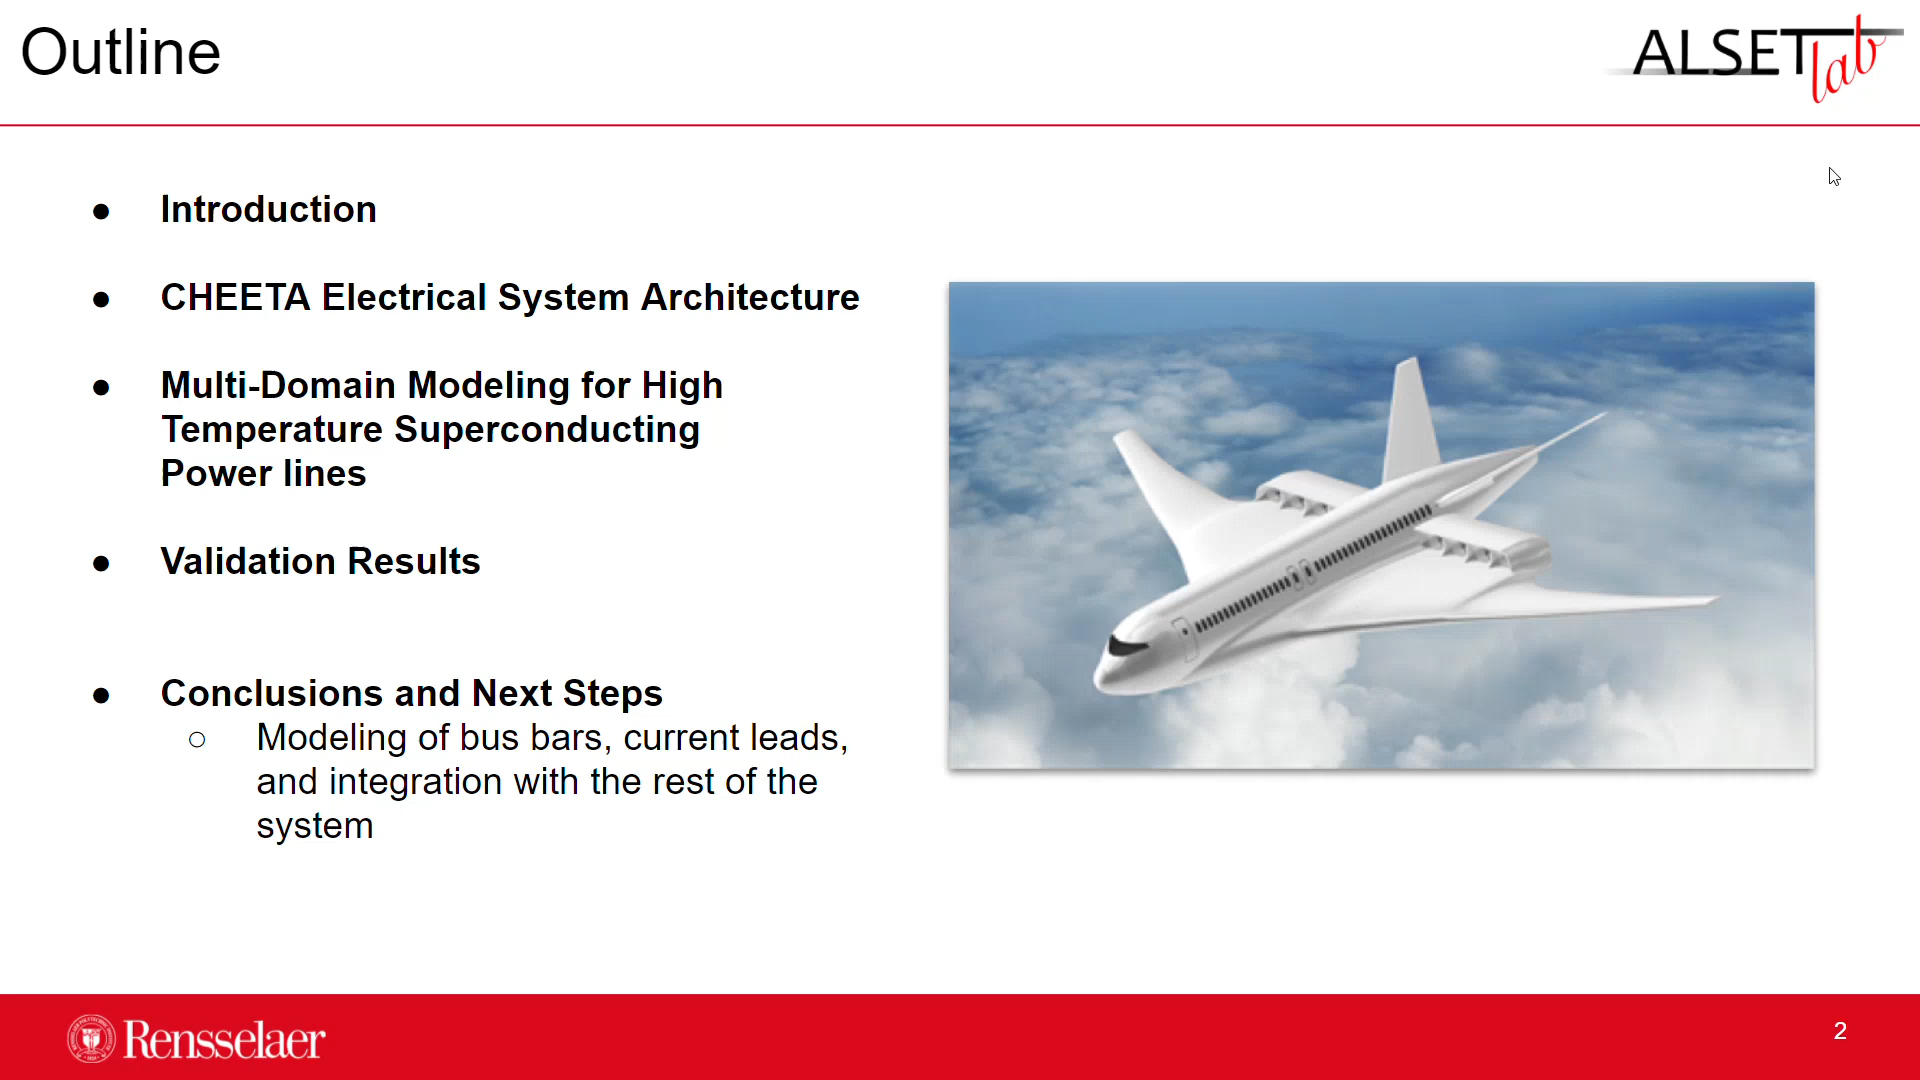 Outline
ALSETlab
Introduction
CHEETA Electrical System Architecture
Multi-Domain Modeling for High
Temperature Superconducting
Power lines
Validation Results
Conclusions and Next Steps
Modeling of bus bars, current leads,
and integration with the rest of the
system
Rensselaer
2